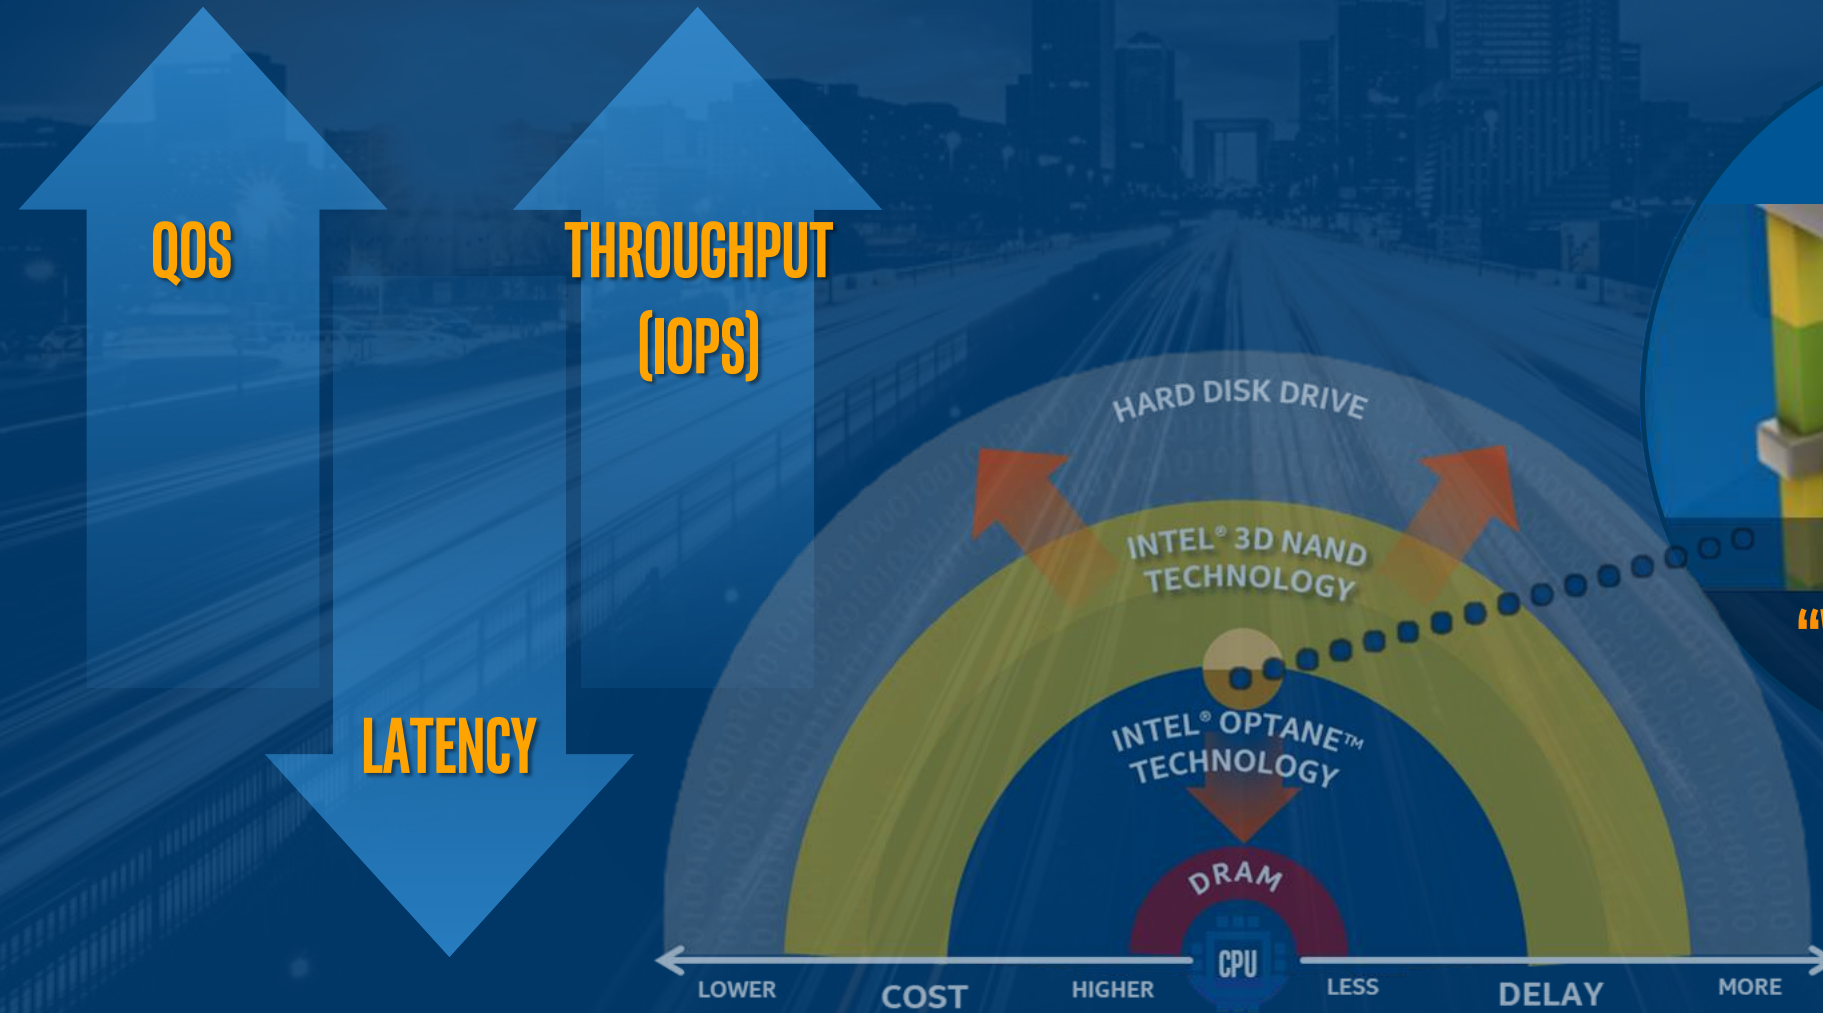 QOS
THROUGHPUT
(IOPS)
LATENCY
HARD DISK DRIVE
INTEL® 3D NAND
TECHNOLOGY
INTEL® OPTANE™
TECHNOLOGY
DRAM
CPU
LOWER
COST
HIGHER
LESS
DELAY
MORE